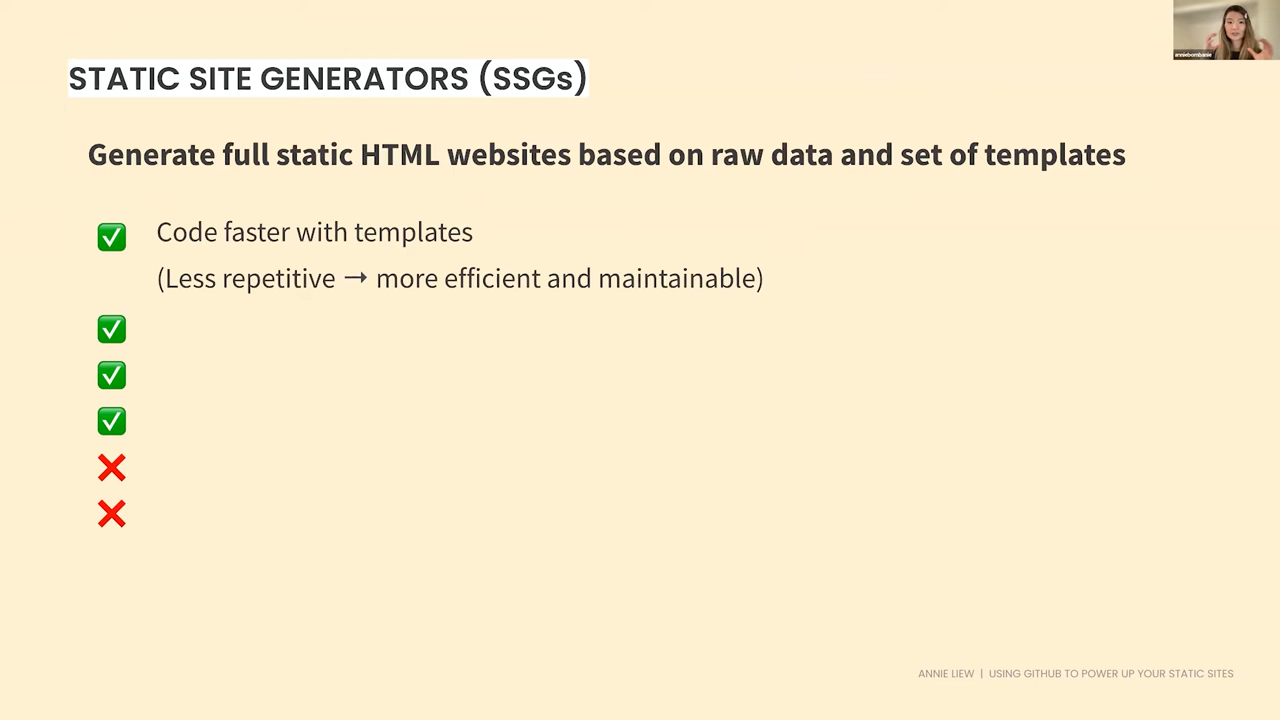 anniebombanie
STATIC SITE GENERATORS (SSGs)
Generate full static HTML websites based on raw data and set of templates
Code faster with templates
(Less repetitive → more efficient and maintainable)
ANNIE LIEW | USING GITHUB TO POWER UP YOUR STATIC SITES